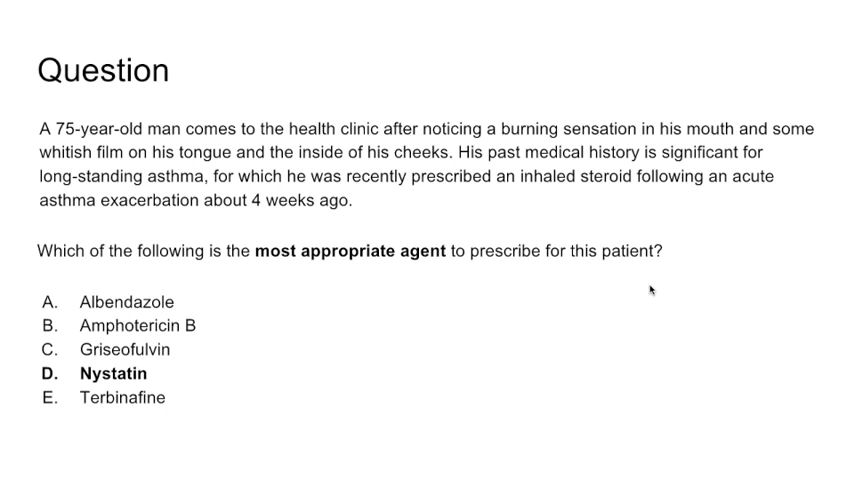 Question
A 75-year-old man comes to the health clinic after noticing a burning sensation in his mouth and some
whitish film on his tongue and the inside of his cheeks. His past medical history is significant for
long-standing asthma, for which he was recently prescribed an inhaled steroid following an acute
asthma exacerbation about 4 weeks ago.
Which of the following is the most appropriate agent to prescribe for this patient?
A. Albendazole
B. Amphotericin B
C. Griseofulvin
D. Nystatin
E. Terbinafine